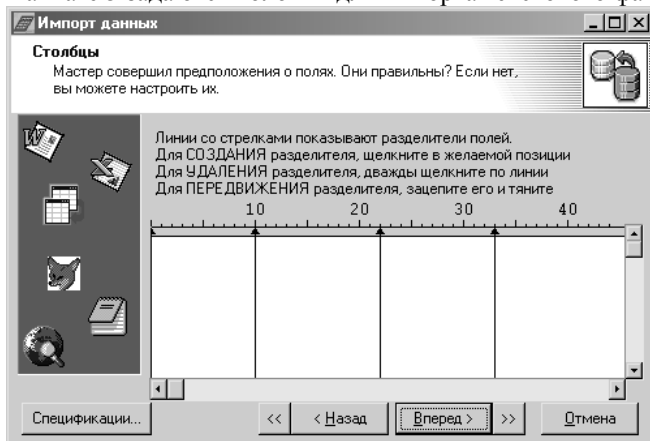 Импорт данных
Столбцы
Мастер совершил предположения о полях. Они правильны? Если нет,
вы можете настроить их.
Линии со стрелками показывают разделители полей.
Для СОЗДАНИЯ разделителя, щелкните в желаемой позиции
Для УДАЛЕНИЯ разделителя, дважды щелкните по линии
Для ПЕРЕДВИЖЕНИЯ разделителя, зацепите его и тяните
10 20 30 40
Спецификации... << < Назад Вперед > >> Отмена